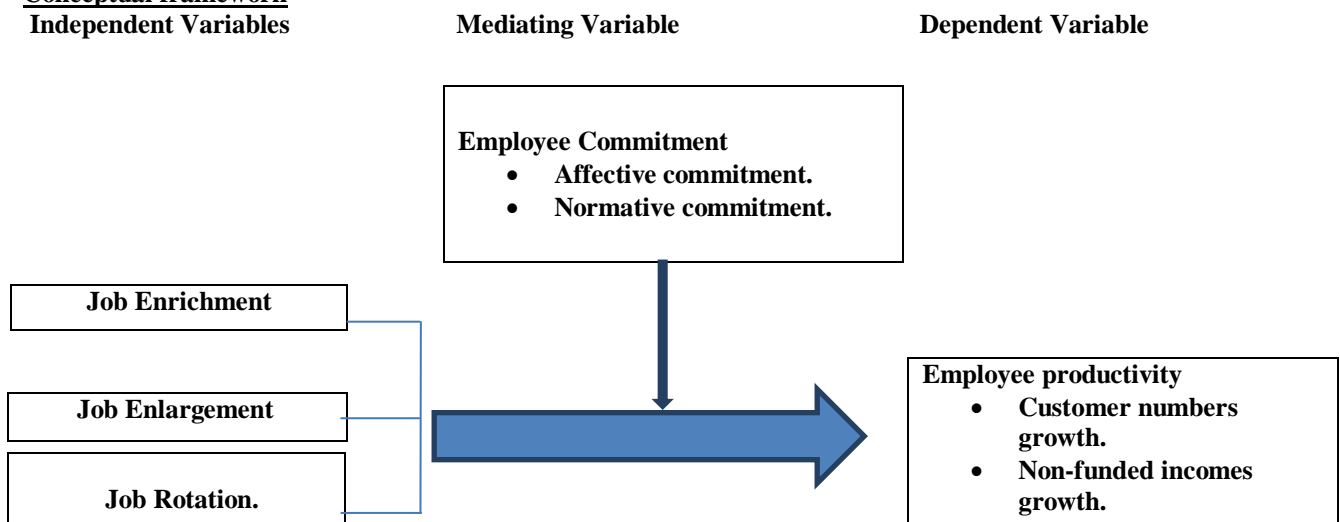 Conceptual framework
Independent Variables Mediating Variable Dependent Variable
Employee Commitment
• Affective commitment.
• Normative commitment.
Job Enrichment
Job Enlargement
Job Rotation.
Employee productivity
• Customer numbers
growth.
• Non-funded incomes
growth.